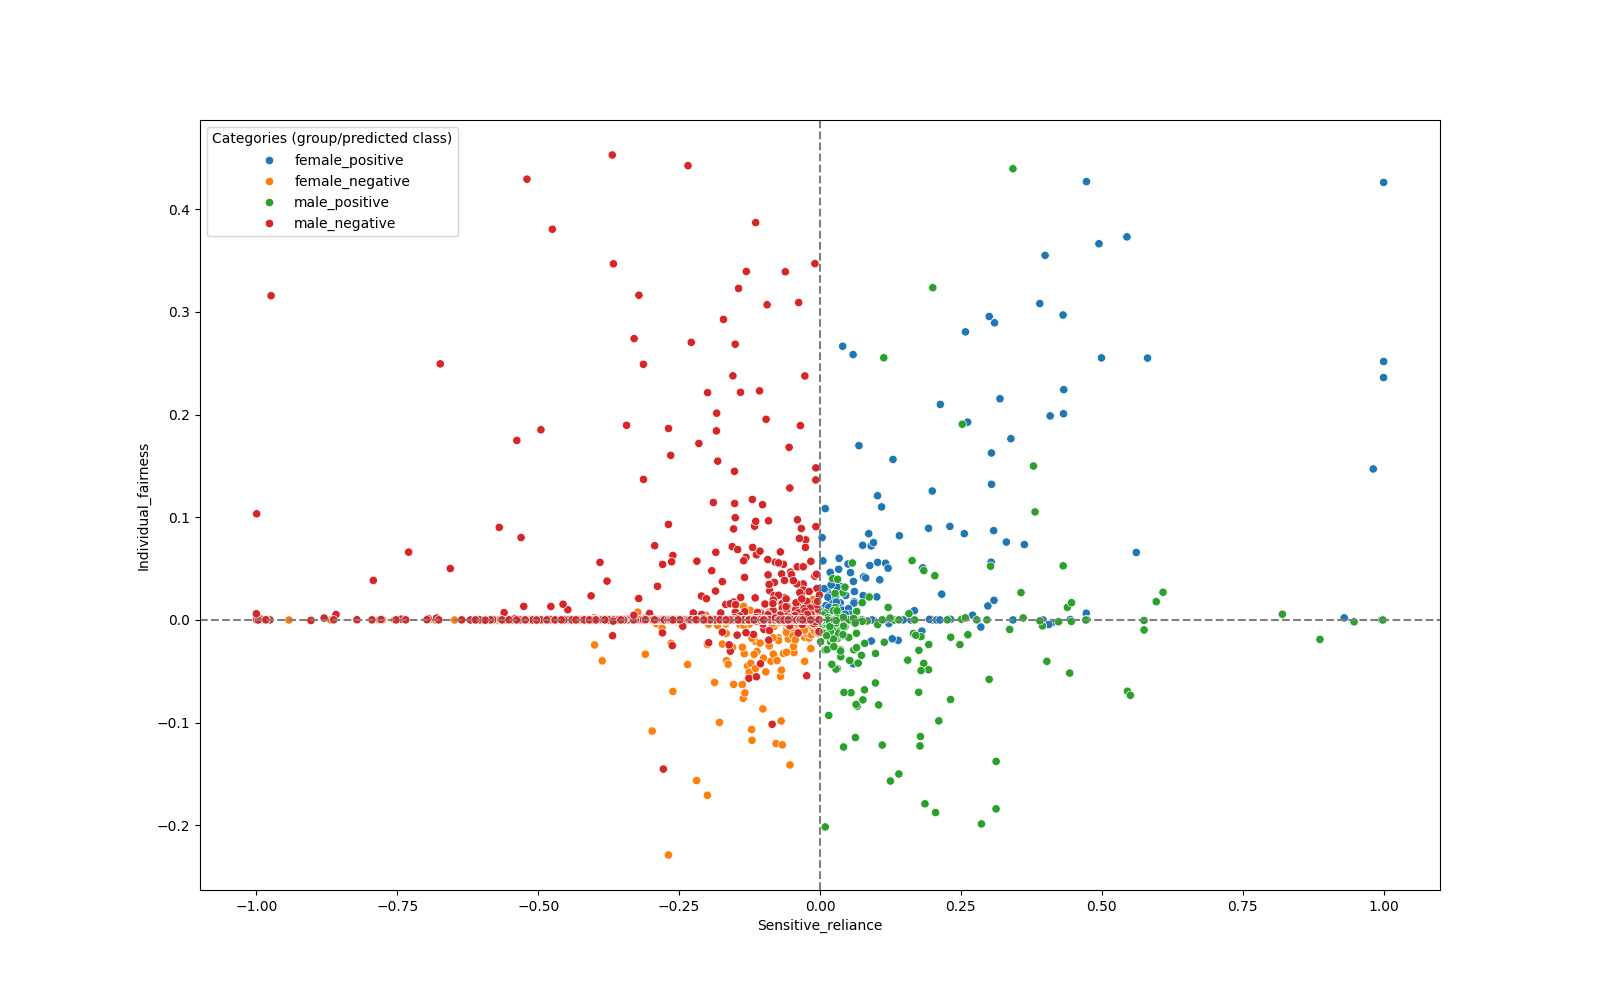 Categories (group/predicted class)
female_positive
female_negative
male_positive
male_negative
0.4
0.3
0.2
0.1
0.0
−0.1
−0.2
Individual_fairness
−1.00
−0.75
−0.50
−0.25
0.00
0.25
0.50
0.75
1.00
Sensitive_reliance